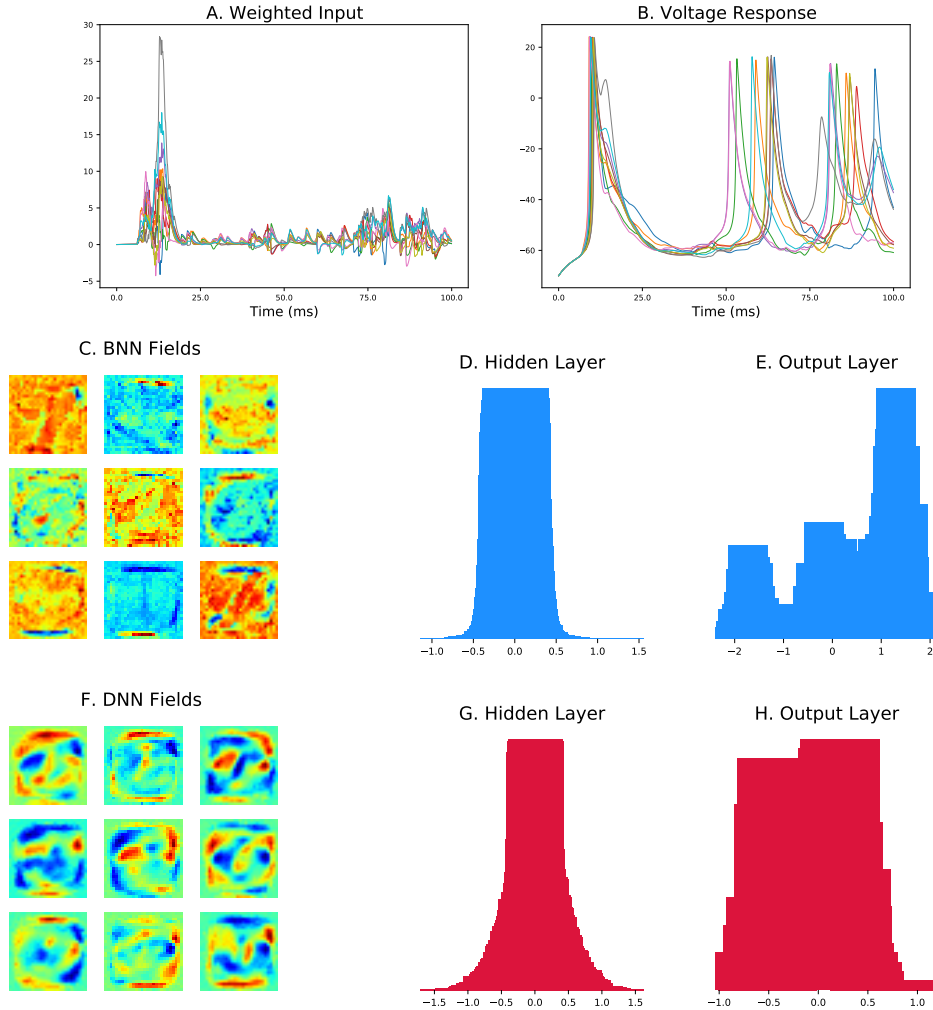 A. Weighted Input
30
25
20
15
10
5
0
−5
0.0 25.0 50.0 75.0 100.0
Time (ms)
B. Voltage Response
20
0
−20
−40
−60
0.0 25.0 50.0 75.0 100.0
Time (ms)
C. BNN Fields
D. Hidden Layer
−1.0 −0.5 0.0 0.5 1.0 1.5
E. Output Layer
−2 −1 0 1 2
F. DNN Fields
G. Hidden Layer
−1.5 −1.0 −0.5 0.0 0.5 1.0 1.5
H. Output Layer
−1.0 −0.5 0.0 0.5 1.0